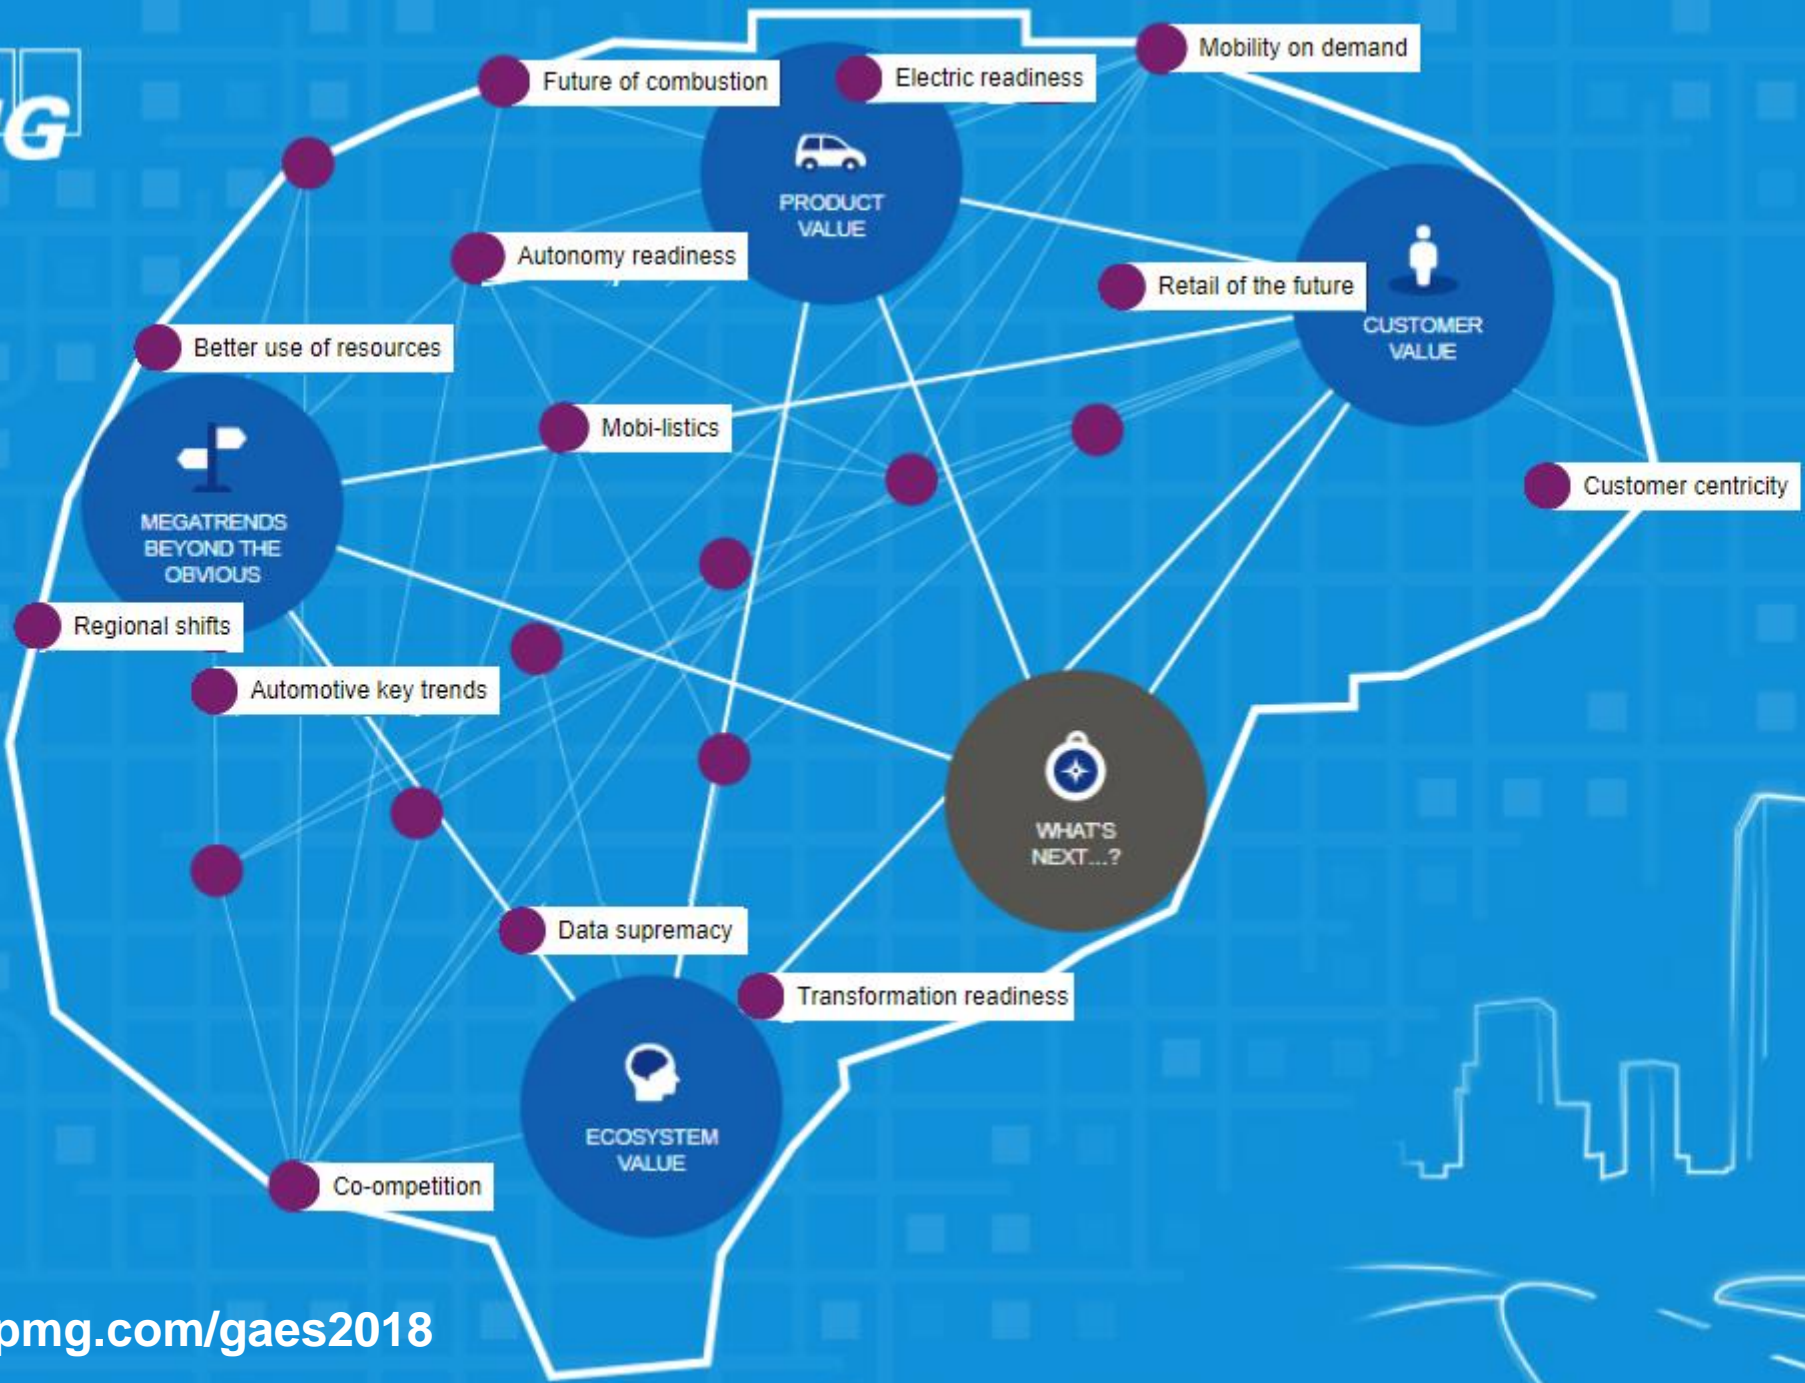 G
Mobility on demand
Future of combustion
Electric readiness
PRODUCT
VALUE
Autonomy readiness
Retail of the future
CUSTOMER
VALUE
Better use of resources
Mobi-listics
Customer centricity
MEGATRENDS
BEYOND THE
OBVIOUS
Regional shifts
Automotive key trends
WHAT'S
NEXT...?
Data supremacy
Transformation readiness
ECOSYSTEM
VALUE
Co-ompetition
pmg.com/gaes2018